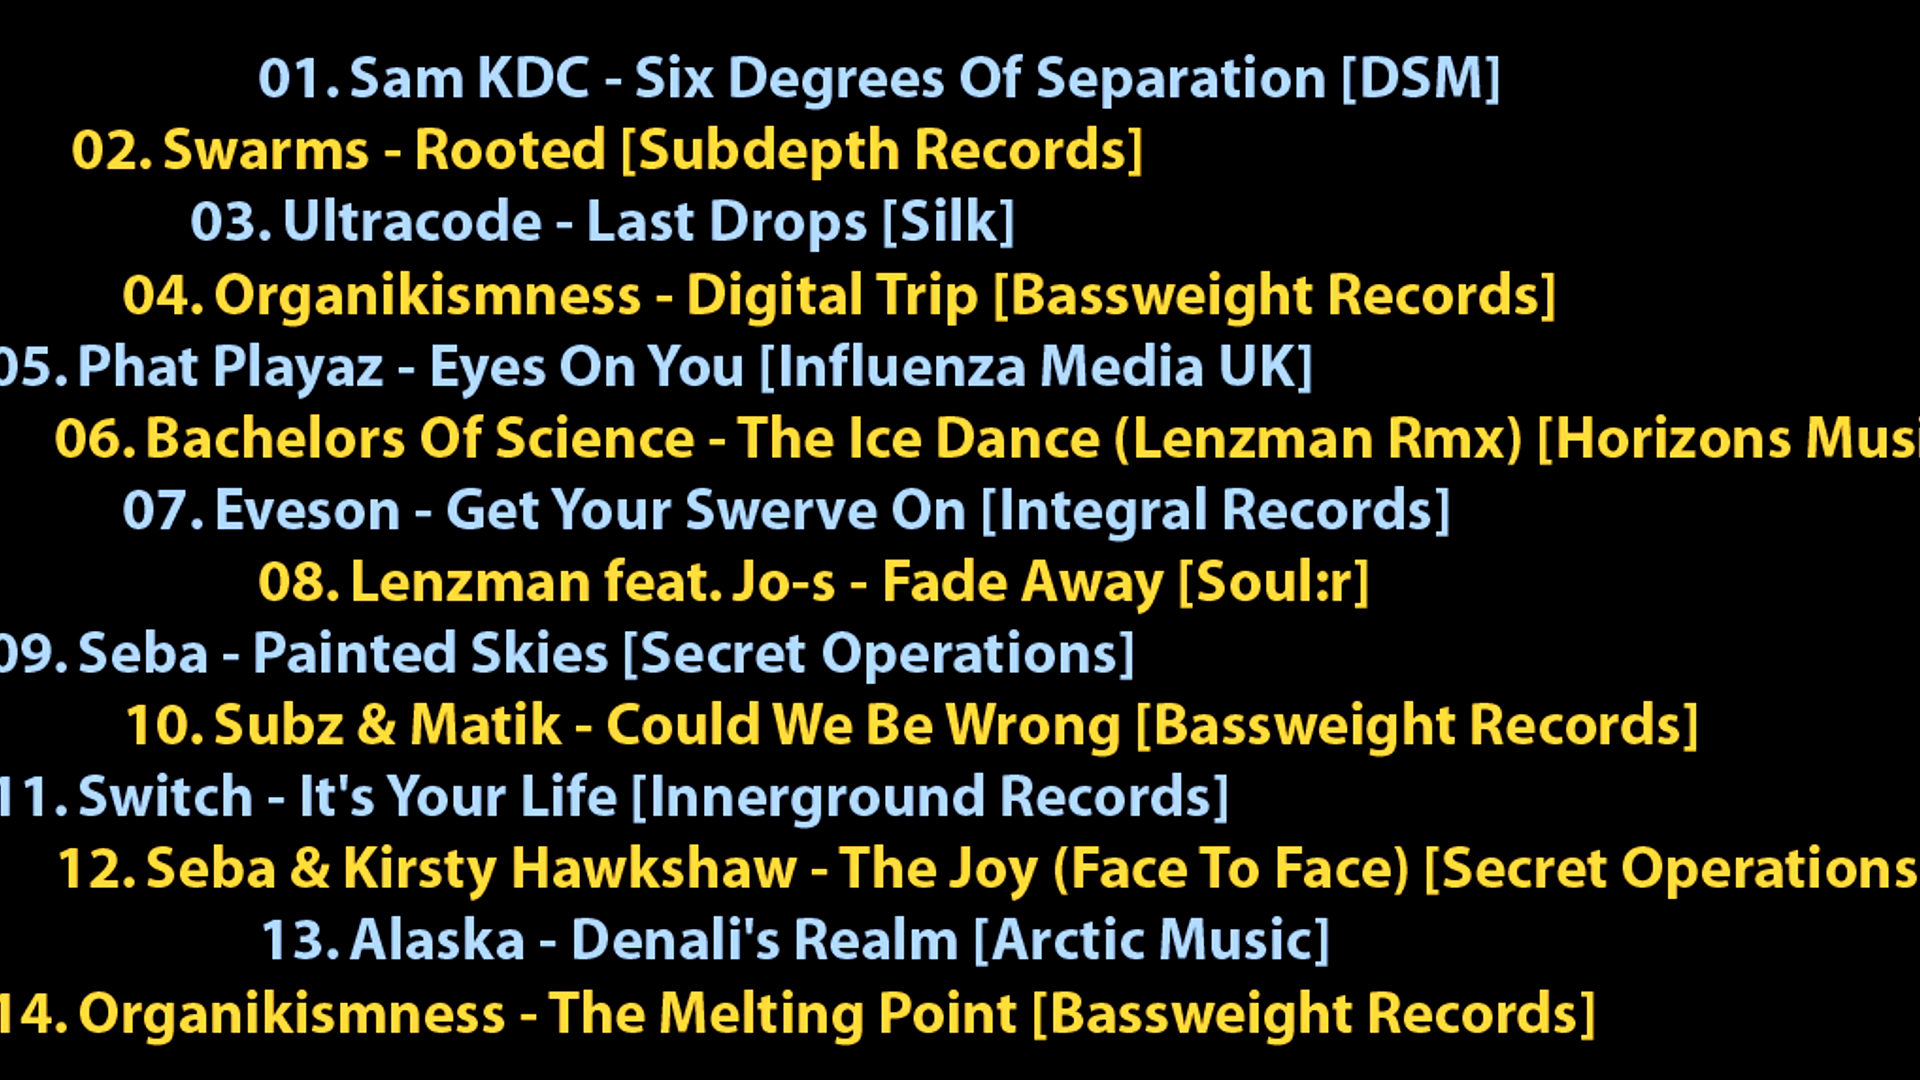 01. Sam KDC - Six Degrees Of Separation [DSM]
02. Swarms - Rooted [Subdepth Records]
03. Ultracode - Last Drops [Silk]
04. Organikismness - Digital Trip [Bassweight Records]
05. Phat Playaz - Eyes On You [Influenza Media UK]
06. Bachelors Of Science - The Ice Dance (Lenzman Rmx) [Horizons Musi
07. Eveson - Get Your Swerve On [Integral Records]
08. Lenzman feat. Jo-s - Fade Away [Soul:r]
09. Seba - Painted Skies [Secret Operations]
10. Subz & Matik - Could We Be Wrong [Bassweight Records]
11. Switch - It's Your Life [Innerground Records]
12. Seba & Kirsty Hawkshaw - The Joy (Face To Face) [Secret Operations
13. Alaska - Denali's Realm [Arctic Music]
14. Organikismness - The Melting Point [Bassweight Records]